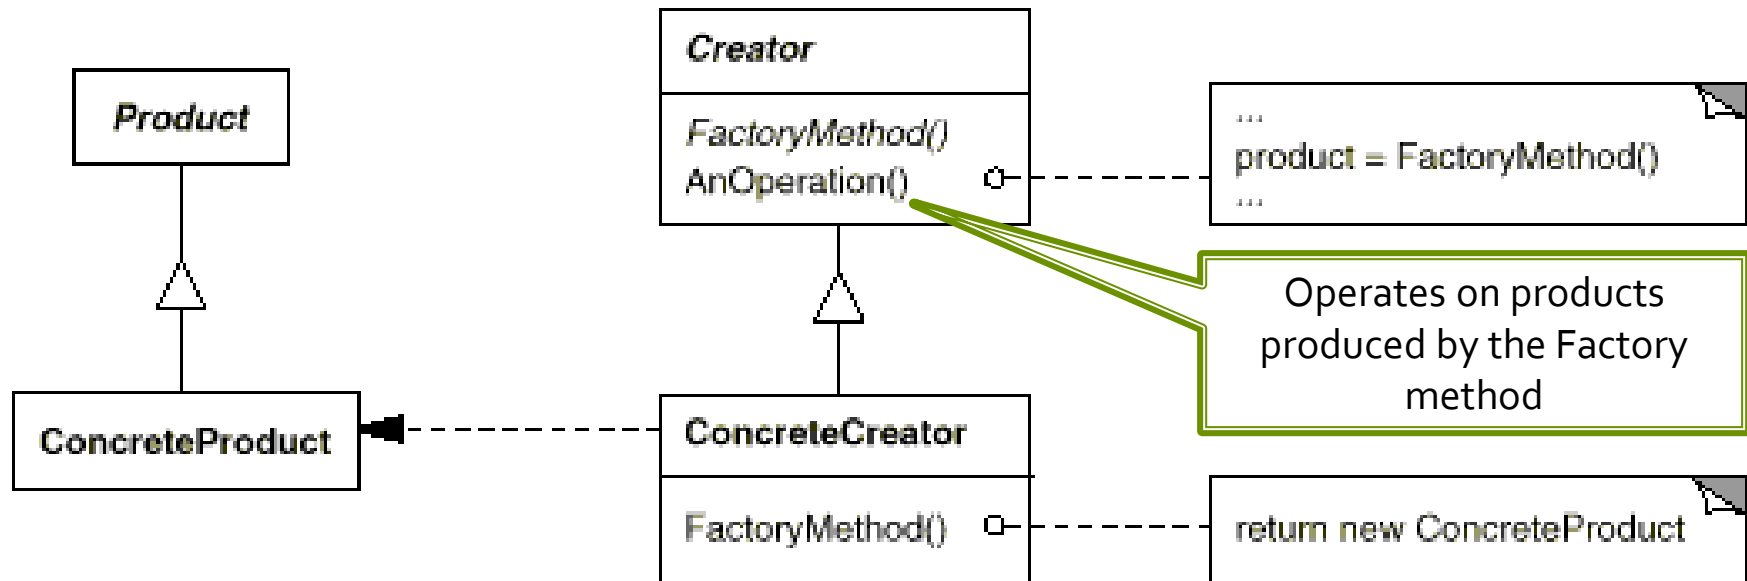 Product
ConcreteProduct
Creator
FactoryMethod()
AnOperation()
...
product = FactoryMethod()
...
Operates on products
produced by the Factory
method
ConcreteCreator
FactoryMethod()
return new ConcreteProduct